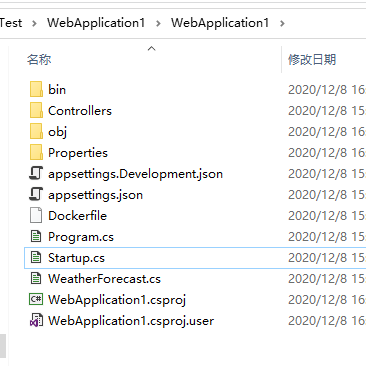 Test > WebApplication1 > WebApplication1 >
名称 修改日期
bin 2020/12/8 16
Controllers 2020/12/8 15
obj 2020/12/8 16
Properties 2020/12/8 15
appsettings.Development.json 2020/12/8 15
appsettings.json 2020/12/8 15
Dockerfile 2020/12/8 16
Program.cs 2020/12/8 15
Startup.cs 2020/12/8 15
WeatherForecast.cs 2020/12/8 15
WebApplication1.csproj 2020/12/8 16
WebApplication1.csproj.user 2020/12/8 16